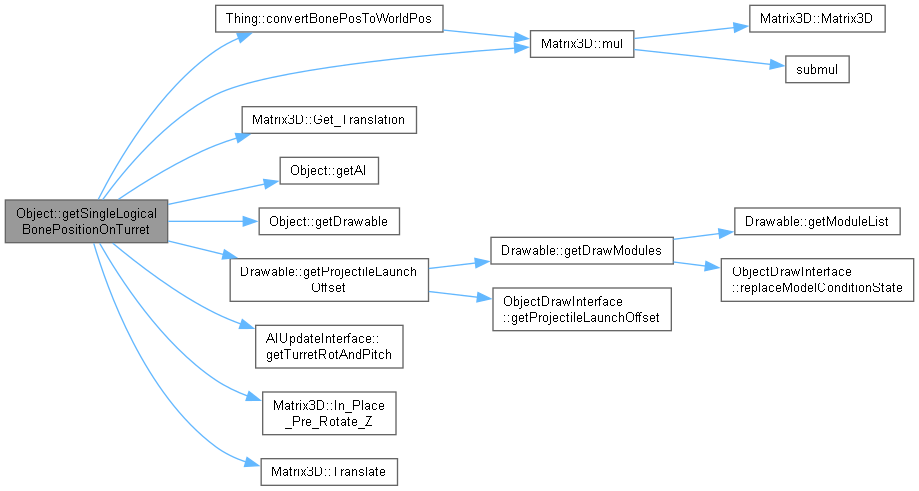 Thing::convertBonePosToWorldPos
Matrix3D::Matrix3D
Matrix3D::mul
submul
Matrix3D::Get_Translation
Object::getAI
Object::getSingleLogical
BonePositionOnTurret
Object::getDrawable
Drawable::getModuleList
Drawable::getDrawModules
Drawable::getProjectileLaunch
Offset
ObjectDrawInterface
::replaceModelConditionState
ObjectDrawInterface
::getProjectileLaunchOffset
AIUpdateInterface::
getTurretRotAndPitch
Matrix3D::In_Place
_Pre_Rotate_Z
Matrix3D::Translate